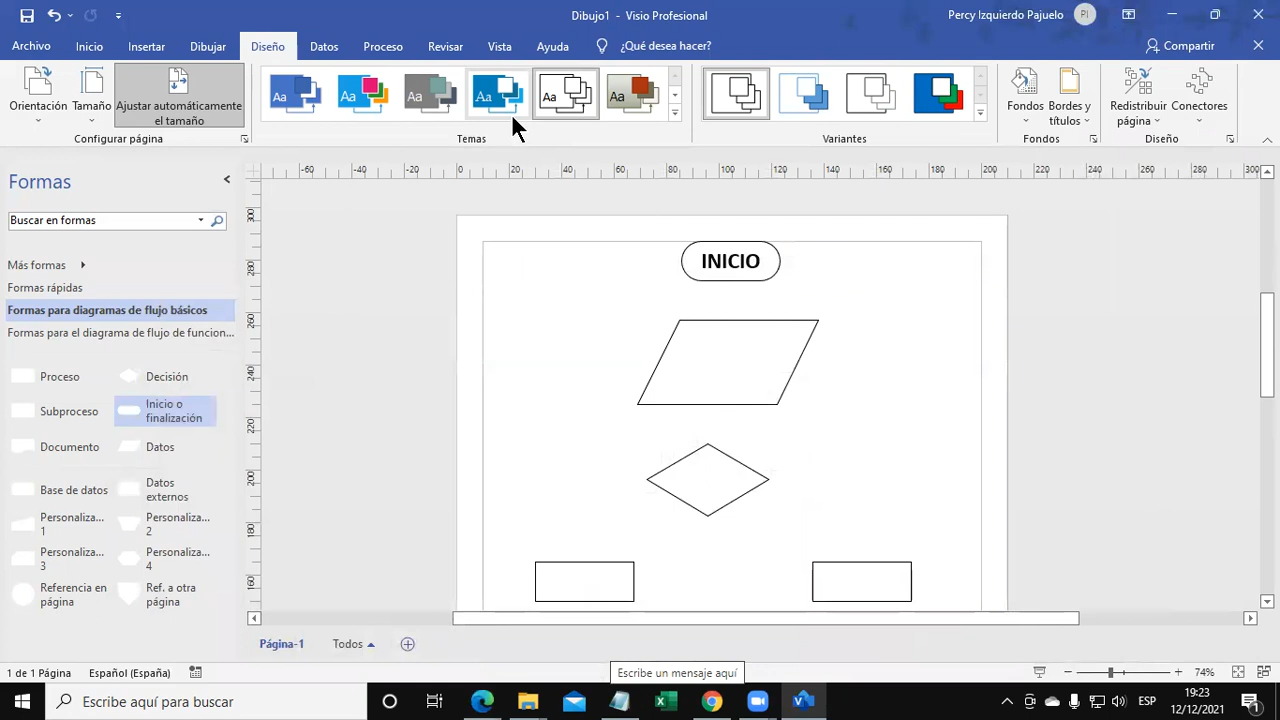 Dibujo1 - Visio Profesional
Percy Izquierdo Pajuelo
PI
Archivo
Inicio
Insertar
Dibujar
Diseño
Datos
Proceso
Revisar
Vista
Ayuda
¿Qué desea hacer?
Compartir
Orientación
Tamaño
Ajustar automáticamente
el tamaño
Aa
Aa
Aa
Aa
Aa
Aa
Fondos
Bordes y
títulos
Redistribuir
página
Conectores
Configurar página
Temas
Variantes
Fondos
Diseño
Formas
Buscar en formas
Más formas
Formas rápidas
Formas para diagramas de flujo básicos
Formas para el diagrama de flujo de funcion...
Proceso
Decisión
Subproceso
Inicio o
finalización
Documento
Datos
Base de datos
Datos
externos
Personaliza...
1
Personaliza...
2
Personaliza...
3
Personaliza...
4
Referencia en
página
Ref. a otra
página
-60 -40 -20 0 20 40 60 80 100 120 140 160 180 200 220 240 260 280 300
300
280
260
240
220
200
180
160
INICIO
Página-1
Todos
1 de 1 Página
Español (España)
Escribe un mensaje aquí
74%
Escribe aquí para buscar
ESP
19:23
12/12/2021
1